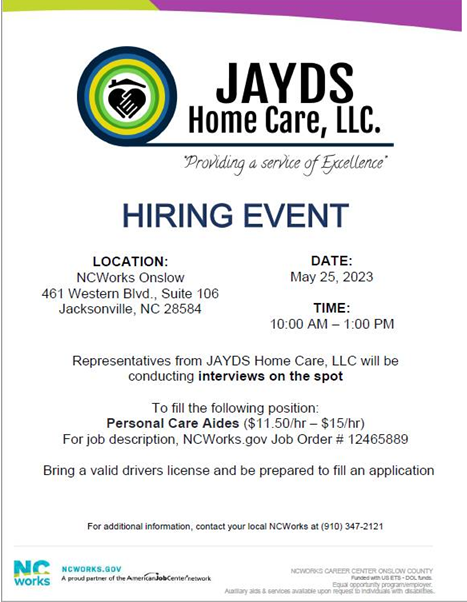 JAYDS
Home Care, LLC.
"Providing a service of Excellence"
HIRING EVENT
LOCATION:
NCWorks Onslow
461 Western Blvd., Suite 106
Jacksonville, NC 28584
DATE:
May 25, 2023
TIME:
10:00 AM – 1:00 PM
Representatives from JAYDS Home Care, LLC will be
conducting interviews on the spot
To fill the following position:
Personal Care Aides ($11.50/hr – $15/hr)
For job description, NCWorks.gov Job Order # 12465889
Bring a valid drivers license and be prepared to fill an application
For additional information, contact your local NCWorks at (910) 347-2121
NC
works
NCWORKS.GOV
A proud partner of the AmericanJobCenter network
NCWORKS CAREER CENTER ONSLOW COUNTY
Funded with US ETS - DOL funds.
Equal opportunity program/employer.
Auxiliary aids & services available upon request to individuals with disabilities.